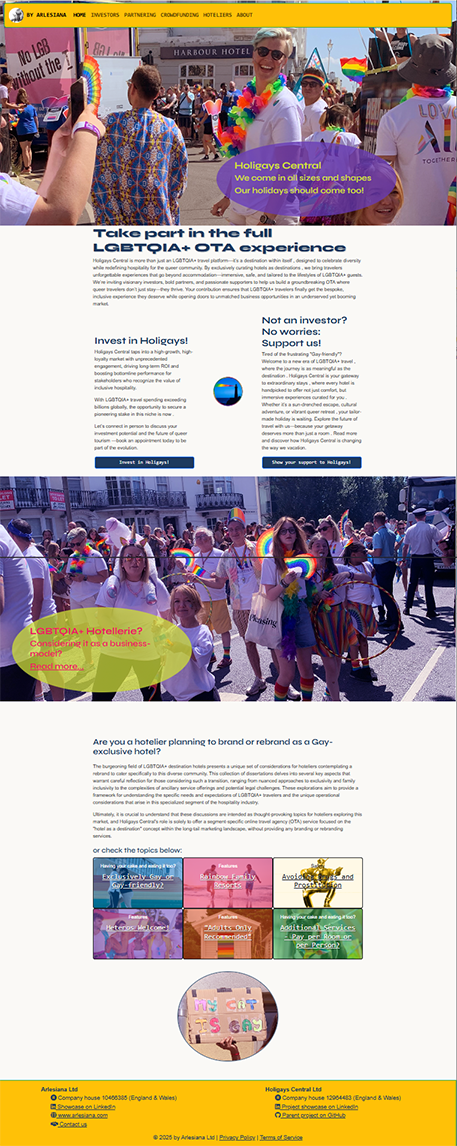 BY ARLESIANA HOME INVESTORS PARTNERING CROWDFUNDING HOTELIERS ABOUT
No LGB
without the
HARBOUR HOTEL
TOGETHER
Holigays Central
We come in all sizes and shapes
Our holidays should come too!
Take part in the full
LGBTQIA+ OTA experience
Holigays Central is more than just an LGBTQIA+ travel platform—it's a destination within itself, designed to celebrate diversity
while redefining hospitality for the queer community. By exclusively curating hotels as destinations, we bring travelers
unforgettable experiences that go beyond accommodation—immersive, safe, and tailored to the lifestyles of LGBTQIA+ guests.
We're inviting visionary investors, bold partners, and passionate supporters to help us build a groundbreaking OTA where
queer travelers don't just stay—they thrive! Your contribution ensures that LGBTQIA+ travelers finally get the bespoke,
inclusive experience they deserve while opening doors to unmatched business opportunities in an underserved yet booming
market.
Invest in Holigays!
Holigays Central taps into a high growth, high-
loyalty market with unprecedented
engagement, driving long-term ROI and
boosting bottomline performance for
stakeholders who recognize the value of
inclusive hospitality.
With LGBTQIA+ travel spending exceeding
billions globally, the opportunity to secure a
pioneering stake in this niche is now.
Let's connect in person to discuss your
investment potential and the future of queer
tourism —book an appointment today to be
part of the evolution.
Invest in Holigays!
Not an investor?
No worries:
Support us!
Tired of the frustrating "Gay-friendly"?
Welcome to a new era of LGBTQIA+ travel,
where the journey is as meaningful as the
destination. Holigays Central is your gateway
to extraordinary stays, where every hotel is
handpicked to offer not just comfort, but
immersive experiences curated for you.
Whether it's a sun-drenched escape, cultural
adventure, or vibrant queer retreat, your tailor-
made holiday is waiting. Explore the future of
travel with us—because your getaway
deserves more than just a room. Read more
and discover how Holigays Central is changing
the way we vacation.
Show your support to Holigays!
Pleasing
LGBTQIA+ Hotellerie?
Considering it as a business-
model?
Read more...
Are you a hotelier planning to brand or rebrand as a Gay-
exclusive hotel?
The burgeoning field of LGBTQIA+ destination hotels presents a unique set of considerations for hoteliers contemplating a
rebrand to cater specifically to this diverse community. This collection of dissertations delves into several key aspects that
warrant careful reflection for those considering such a transition, ranging from nuanced approaches to exclusivity and family
inclusivity to the complexities of ancillary service offerings and potential legal challenges. These explorations aim to provide a
framework for understanding the specific needs and expectations of LGBTQIA+ travelers and the unique operational
considerations that arise in this specialized segment of the hospitality industry.
Ultimately, it is crucial to understand that these discussions are intended as thought-provoking topics for hoteliers exploring this
market, and Holigays Central's role is solely to offer a segment specific online travel agency (OTA) service focused on the
"hotel as a destination" concept within the long-tail marketing landscape, without providing any branding or rebranding
services.
or check the topics below:
Having your cake and eating it too?
Exclusively Gay or
Gay-friendly?
Features
Rainbow Family
Resorts
Avoiding
and
Prostitution
Features
Heteros Welcome!
Features
"Adults Only
Recomended"
Having your cake and eating it too?
Additional Services
- Pay per Room or
per Person?
MY CAT
IS GAY
Arlesiana Ltd
Company house 10466385 (England & Wales)
Showcase on LinkedIn
www.arlesiana.com
Contact us
Holigays Central Ltd
Company house 12964483 (England & Wales)
Project showcase on LinkedIn
Parent project on GitHub
© 2025 by Arlesiana Ltd | Privacy Policy | Terms of Service